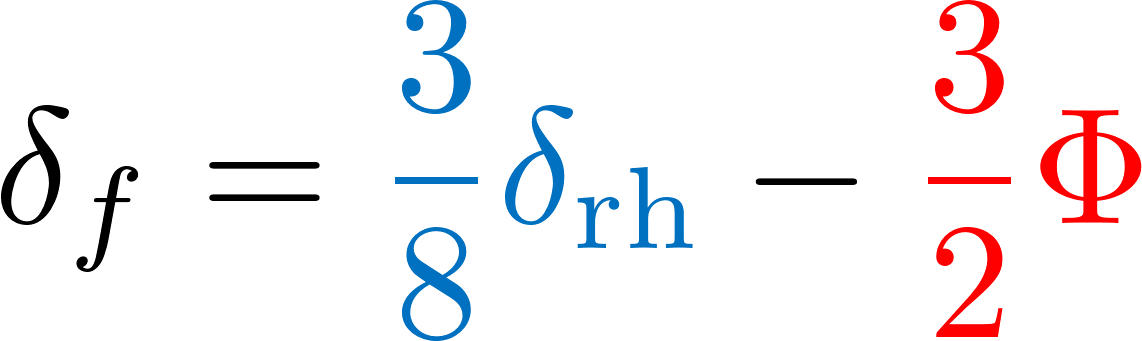 δ_f = 3/8 δ_rh − 3/2 Φ